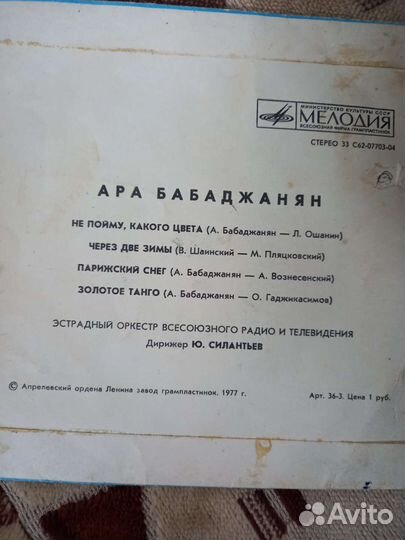 МИНИСТЕРСТВО КУЛЬТУРЫ СССР
МЕЛОДИЯ
ВСЕСОЮЗНАЯ ФИРМА ГРАМПЛАСТИНОК
СТЕРЕО 33 С62-07703-04
АРА БАБАДЖАНЯН
НЕ ПОЙМУ, КАКОГО ЦВЕТА (А. Бабаджанян — Л. Ошанин)
ЧЕРЕЗ ДВЕ ЗИМЫ (В. Шаинский — М. Пляцковский)
ПАРИЖСКИЙ СНЕГ (А. Бабаджанян — А. Вознесенский)
ЗОЛОТОЕ ТАНГО (А. Бабаджанян — О. Гаджикасимов)
ЭСТРАДНЫЙ ОРКЕСТР ВСЕСОЮЗНОГО РАДИО И ТЕЛЕВИДЕНИЯ
Дирижер Ю. СИЛАНТЬЕВ
© Апрелевский ордена Ленина завод грампластинок. 1977 г.
Арт. 36-3. Цена 1 руб.
Avito